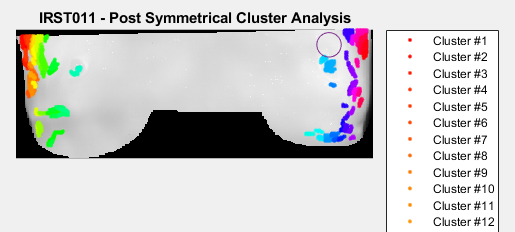 IRST011 - Post Symmetrical Cluster Analysis
Cluster #1
Cluster #2
Cluster #3
Cluster #4
Cluster #5
Cluster #6
Cluster #7
Cluster #8
Cluster #9
Cluster #10
Cluster #11
Cluster #12